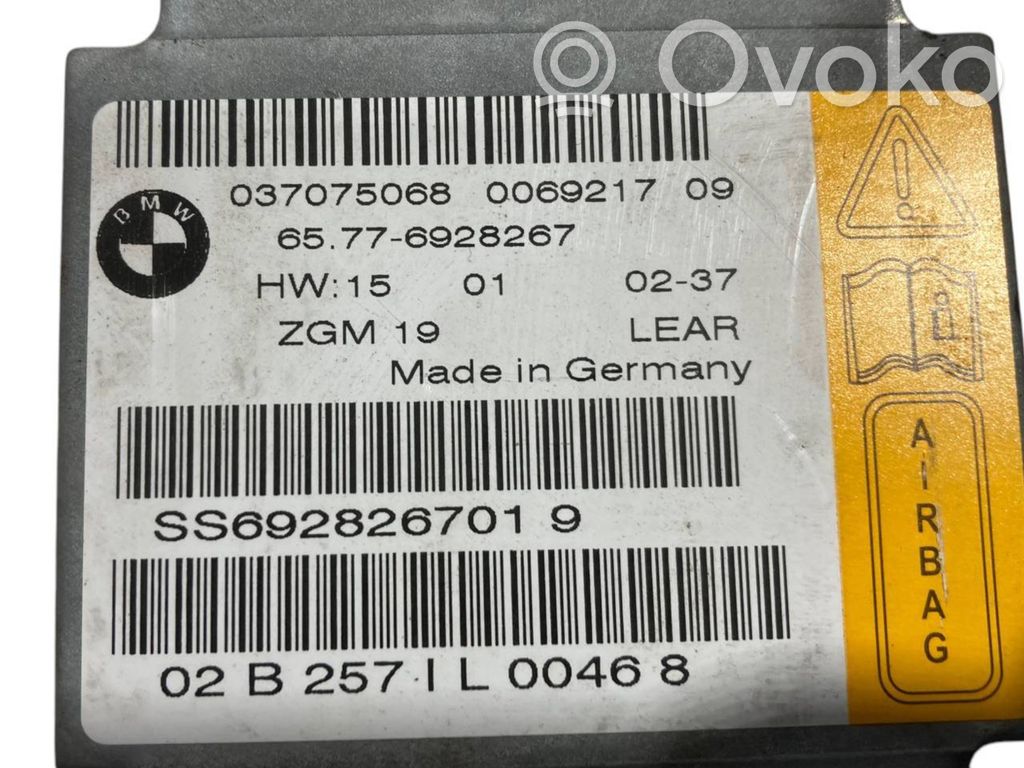 Ovoko
037075068 0069217 09
BMW
65.77-6928267
HW:15 01 02-37
ZGM 19 LEAR
Made in Germany
SS692826701 9
02 B 257 I L 0046 8
AIRBAG